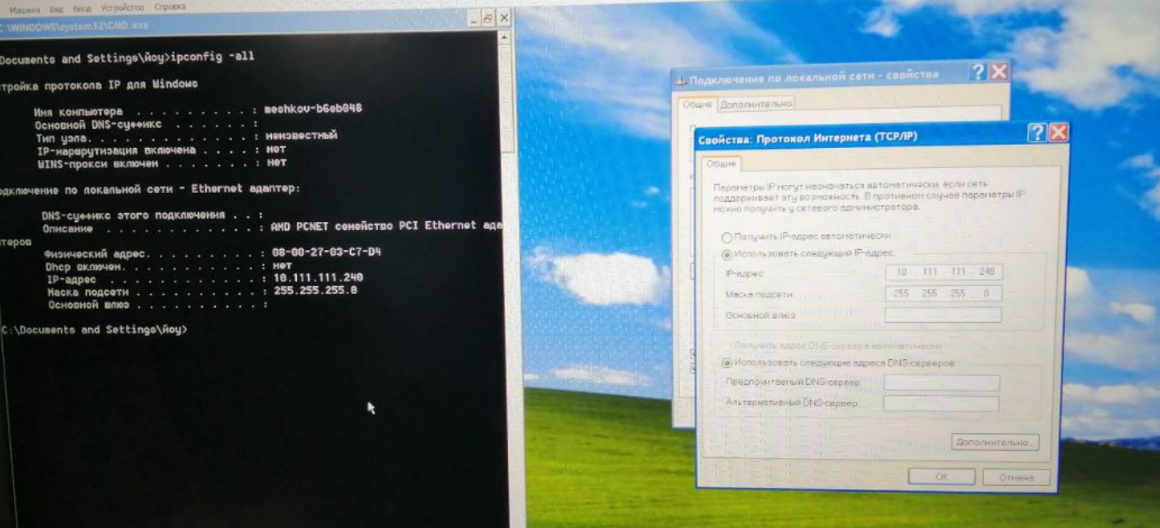 Машина Вид Ввод Устройства Справка
C:\WINDOWS\system32\CMD.exe
Documents and Settings\йоу>ipconfig -all
тройка протокола IP для Windows
Имя компьютера . . . . . . . . . : meshkov-b6eb048
Основной DNS-суффикс . . . . . . :
Тип узла. . . . . . . . . . . . . : неизвестный
IP-маршрутизация включена . . . . : нет
WINS-прокси включен . . . . . . . : нет
одключение по локальной сети - Ethernet адаптер:
DNS-суффикс этого подключения . . :
Описание . . . . . . . . . . . . : AMD PCNET семейство PCI Ethernet ада
птеров
Физический адрес. . . . . . . . . : 08-00-27-03-C7-D4
Dhcp включен. . . . . . . . . . . : нет
IP-адрес . . . . . . . . . . . . : 10.111.111.240
Маска подсети . . . . . . . . . . : 255.255.255.0
Основной шлюз . . . . . . . . . . :
C:\Documents and Settings\йоу>
Подключение по локальной сети - свойства
Общие Дополнительно
Свойства: Протокол Интернета (TCP/IP)
Общие
Параметры IP могут назначаться автоматически, если сеть
поддерживает эту возможность. В противном случае параметры IP
можно получить у сетевого администратора.
Получить IP-адрес автоматически
Использовать следующий IP-адрес:
IP-адрес: 10 . 111 . 111 . 240
Маска подсети: 255 . 255 . 255 . 0
Основной шлюз:
Получить адрес DNS-сервера автоматически
Использовать следующие адреса DNS-серверов:
Предпочитаемый DNS-сервер:
Альтернативный DNS-сервер:
Дополнительно...
ОК Отмена